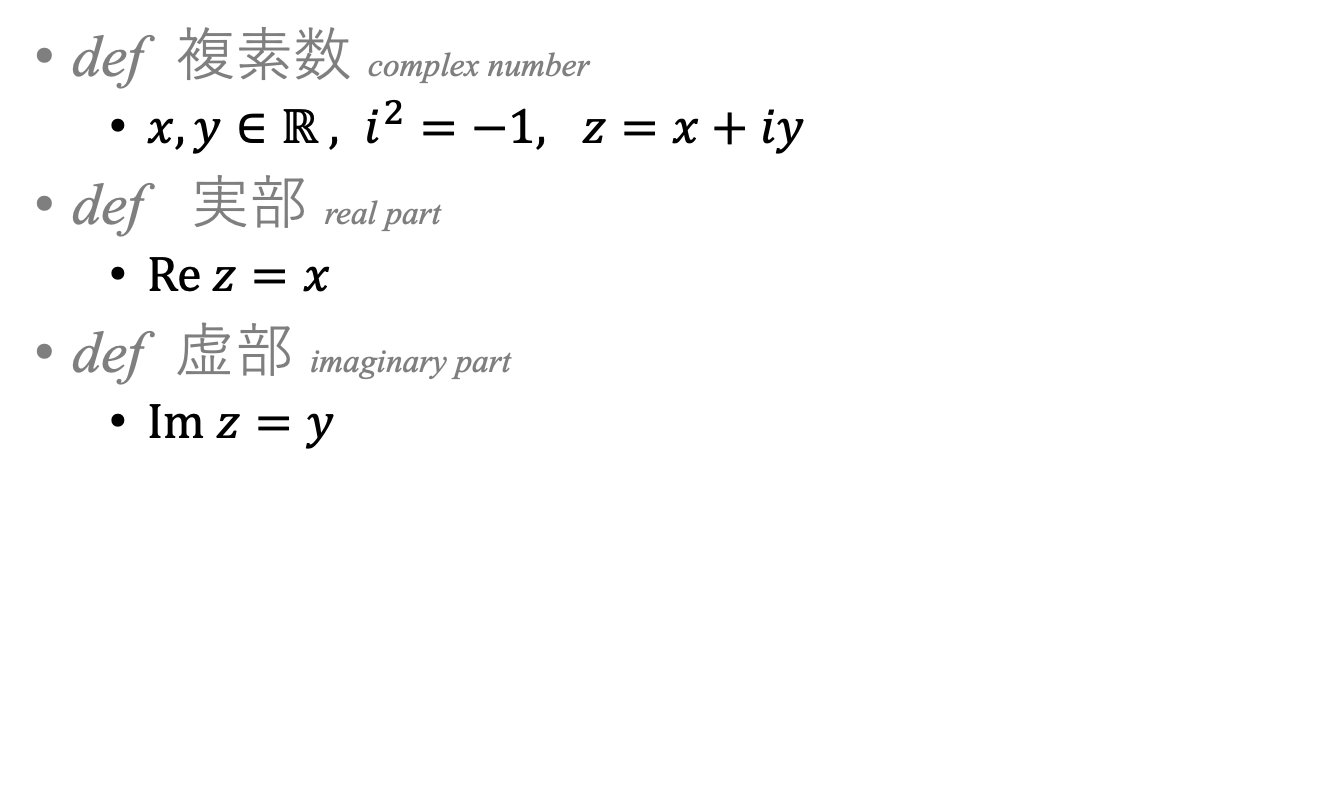 • def 複素数 complex number
• x, y ∈ ℝ , i² = −1, z = x + iy
• def 実部 real part
• Re z = x
• def 虚部 imaginary part
• Im z = y